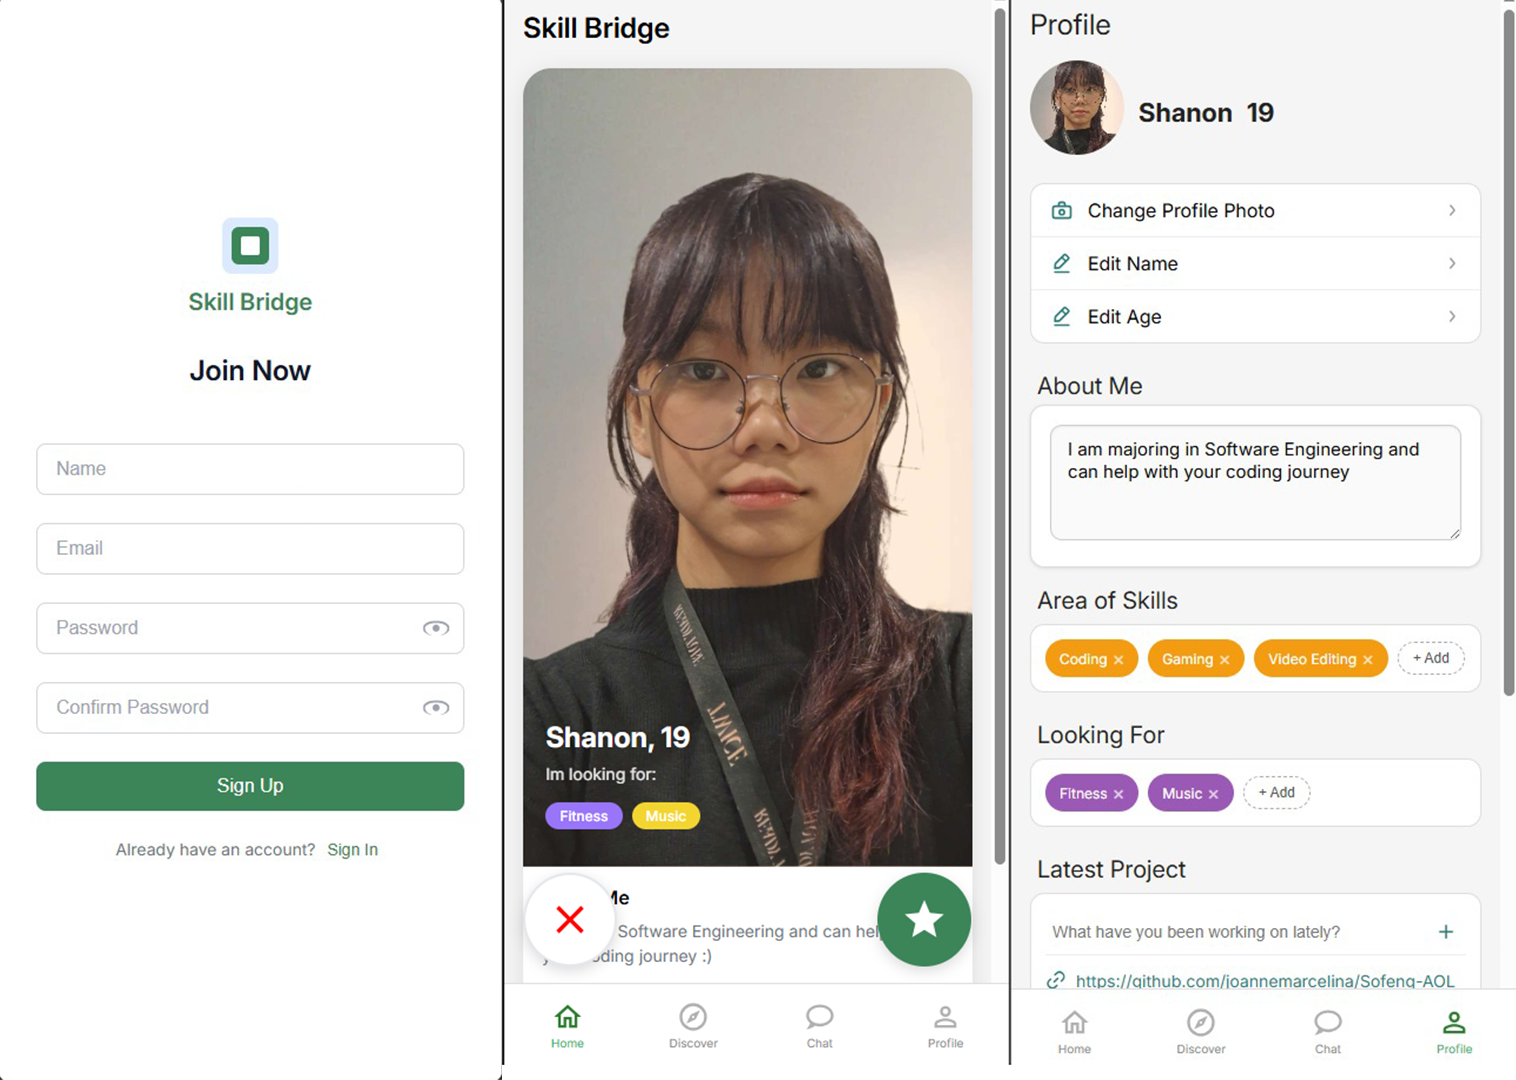 Skill Bridge
Join Now
Name
Email
Password
Confirm Password
Sign Up
Already have an account? Sign In
Skill Bridge
TWICE
Shanon, 19
Im looking for:
Fitness
Music
Me
Software Engineering and can hel
ding journey :)
Home
Discover
Chat
Profile
Profile
Shanon 19
Change Profile Photo
Edit Name
Edit Age
About Me
I am majoring in Software Engineering and
can help with your coding journey
Area of Skills
Coding × Gaming × Video Editing × + Add
Looking For
Fitness × Music × + Add
Latest Project
What have you been working on lately? +
https://github.com/joannemarcelina/Sofeng-AOL
Home
Discover
Chat
Profile